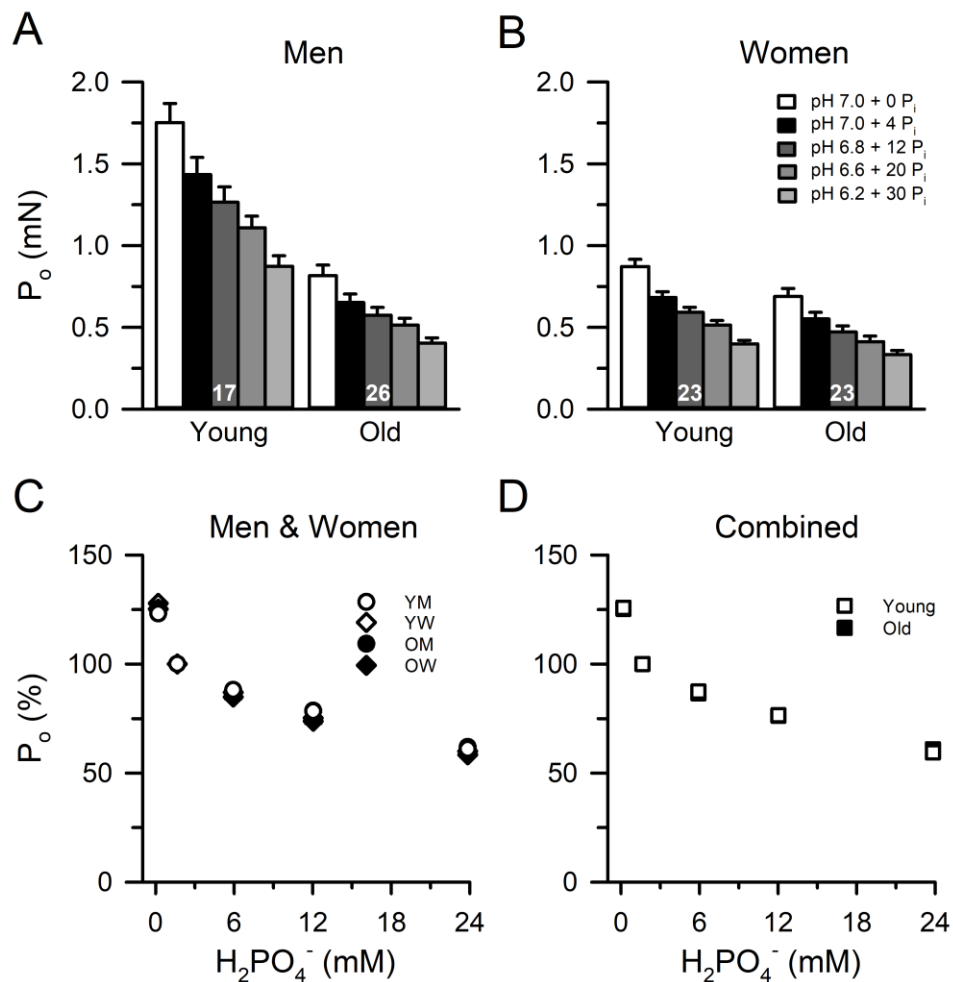 A
Men
2.0
1.5
1.0
0.5
0.0
Pₒ (mN)
17
26
Young
Old
B
Women
2.0
1.5
1.0
0.5
0.0
pH 7.0 + 0 Pᵢ
pH 7.0 + 4 Pᵢ
pH 6.8 + 12 Pᵢ
pH 6.6 + 20 Pᵢ
pH 6.2 + 30 Pᵢ
23
23
Young
Old
C
Men & Women
150
100
50
0
Pₒ (%)
YM
YW
OM
OW
0 6 12 18 24
H₂PO₄⁻ (mM)
D
Combined
150
100
50
0
Young
Old
0 6 12 18 24
H₂PO₄⁻ (mM)